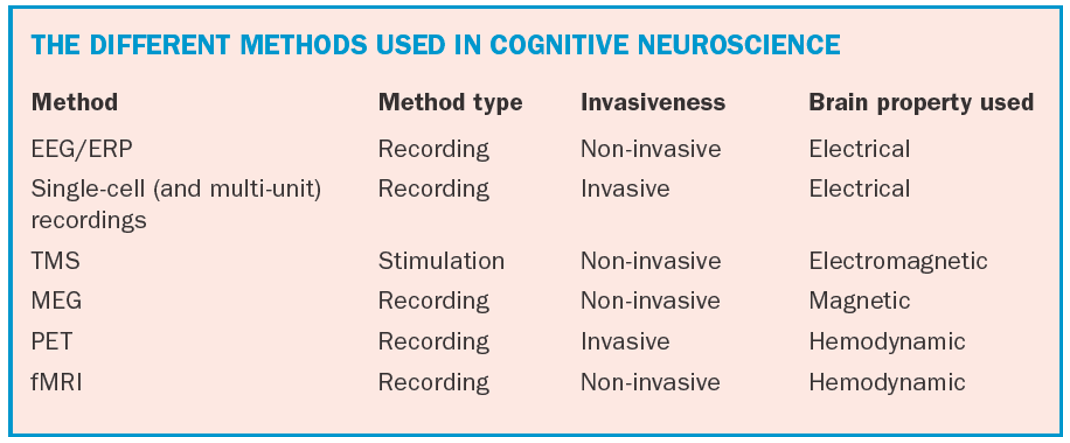 THE DIFFERENT METHODS USED IN COGNITIVE NEUROSCIENCE
Method Method type Invasiveness Brain property used
EEG/ERP Recording Non-invasive Electrical
Single-cell (and multi-unit) Recording Invasive Electrical
recordings
TMS Stimulation Non-invasive Electromagnetic
MEG Recording Non-invasive Magnetic
PET Recording Invasive Hemodynamic
fMRI Recording Non-invasive Hemodynamic